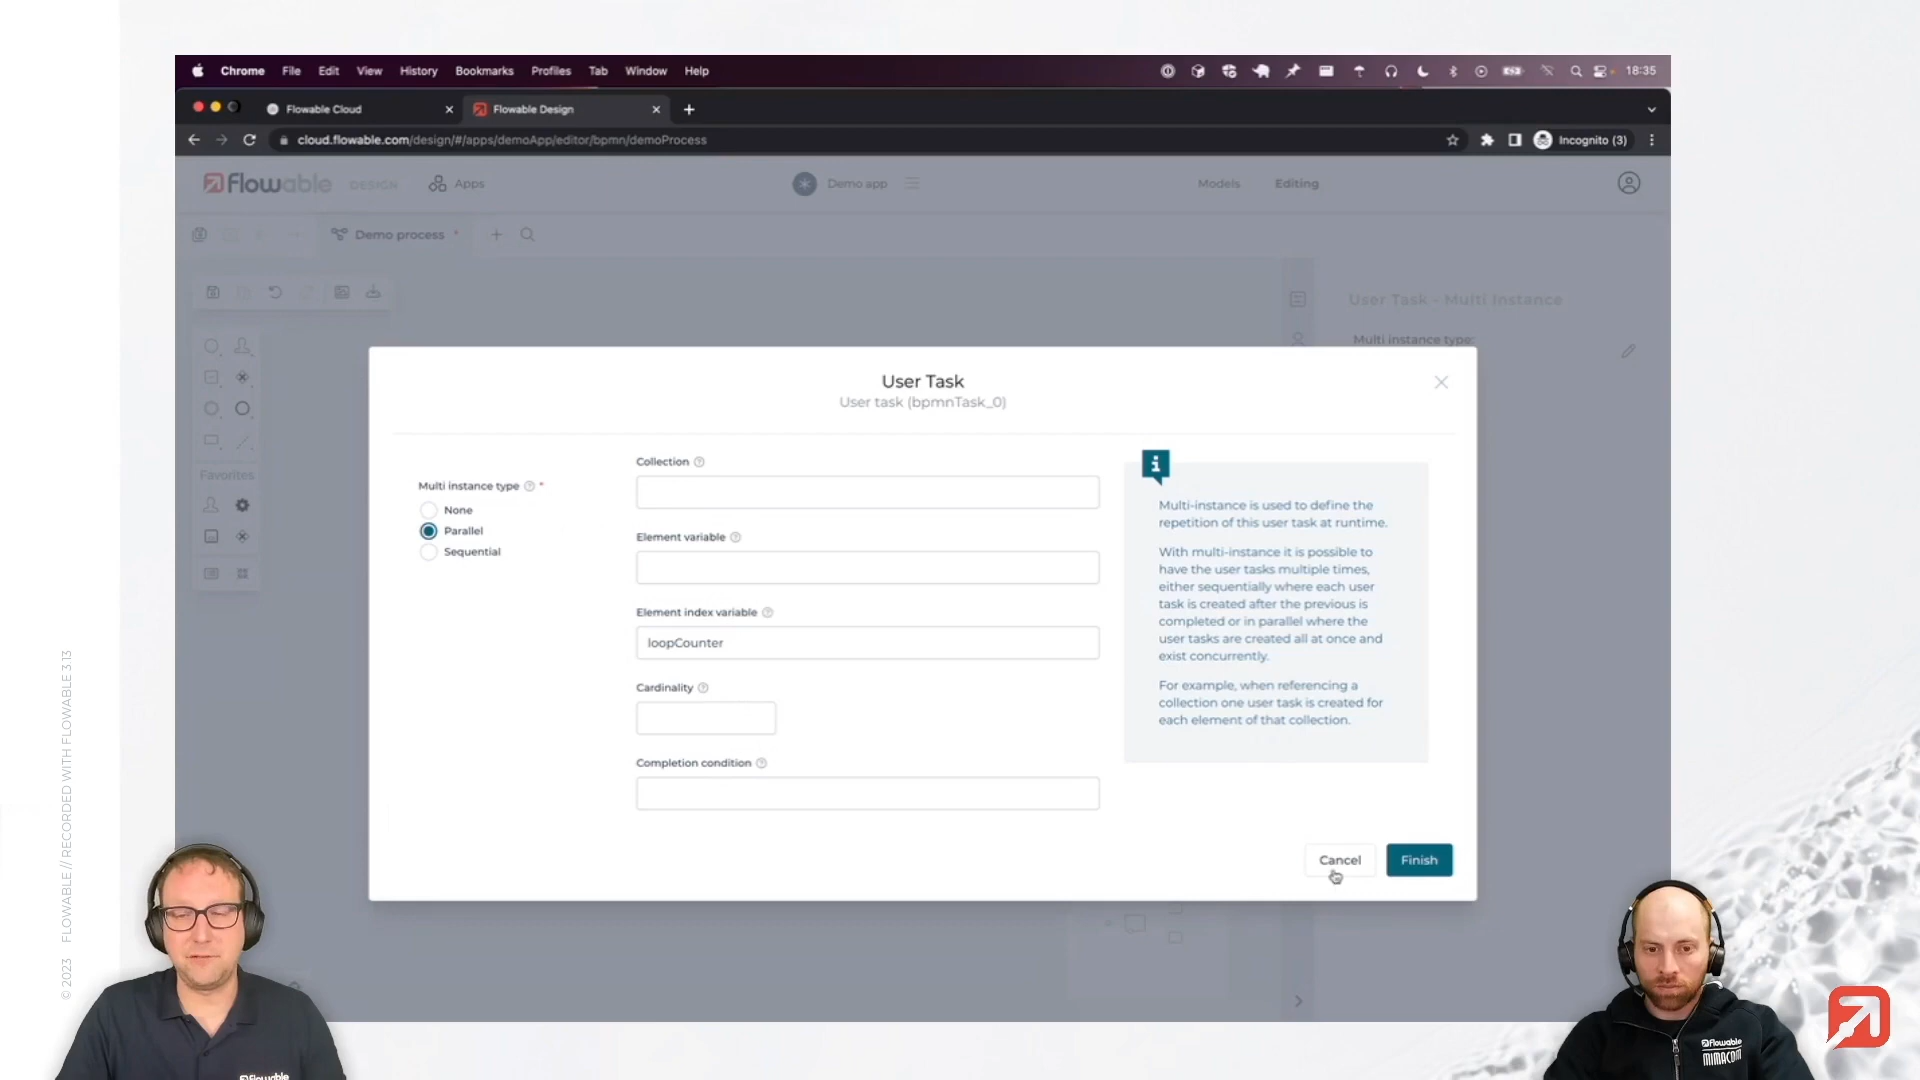 Chrome File Edit View History Bookmarks Profiles Tab Window Help
18:35
Flowable Cloud
Flowable Design
cloud.flowable.com/design/#/apps/demoApp/editor/bpmn/demoProcess
Incognito (3)
flowable DESIGN
Apps
Demo app
Models
Editing
Demo process *
User Task - Multi Instance
Multi instance type:
Favorites
User Task
User task (bpmnTask_0)
Multi instance type *
None
Parallel
Sequential
Collection
Element variable
Element index variable
loopCounter
Cardinality
Completion condition
Multi-instance is used to define the
repetition of this user task at runtime.
With multi-instance it is possible to
have the user tasks multiple times,
either sequentially where each user
task is created after the previous is
completed or in parallel where the
user tasks are created all at once and
exist concurrently.
For example, when referencing a
collection one user task is created for
each element of that collection.
Cancel
Finish
© 2023 FLOWABLE // RECORDED WITH FLOWABLE 3.13
flowable
flowable
MIMACOM